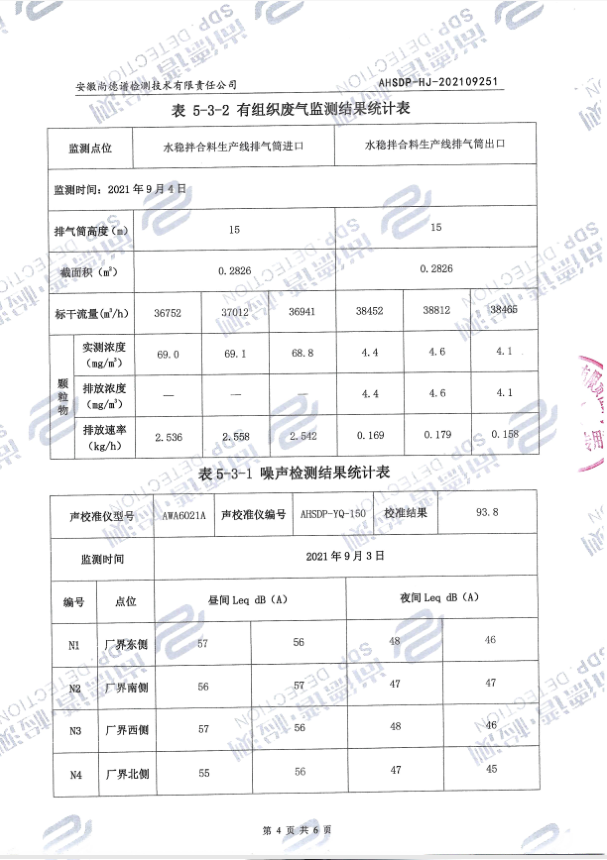 安徽尚德谱检测技术有限责任公司 AHSDP-HJ-202109251
表 5-3-2 有组织废气监测结果统计表
监测点位 水稳拌合料生产线排气筒进口 水稳拌合料生产线排气筒出口
监测时间：2021 年 9 月 4 日
排气筒高度（m） 15 15
截面积（㎡） 0.2826 0.2826
标干流量(m³/h) 36752 37012 36941 38452 38812 38465
颗粒物
实测浓度（mg/m³） 69.0 69.1 68.8 4.4 4.6 4.1
排放浓度（mg/m³） — — — 4.4 4.6 4.1
排放速率（kg/h） 2.536 2.558 2.542 0.169 0.179 0.158
表 5-3-1 噪声检测结果统计表
声校准仪型号 AWA6021A 声校准仪编号 AHSDP-YQ-150 校准结果 93.8
监测时间 2021 年 9 月 3 日
编号 点位 昼间 Leq dB（A） 夜间 Leq dB（A）
N1 厂界东侧 57 56 48 46
N2 厂界南侧 56 57 47 47
N3 厂界西侧 57 56 48 46
N4 厂界北侧 55 56 47 45
第 4 页 共 6 页